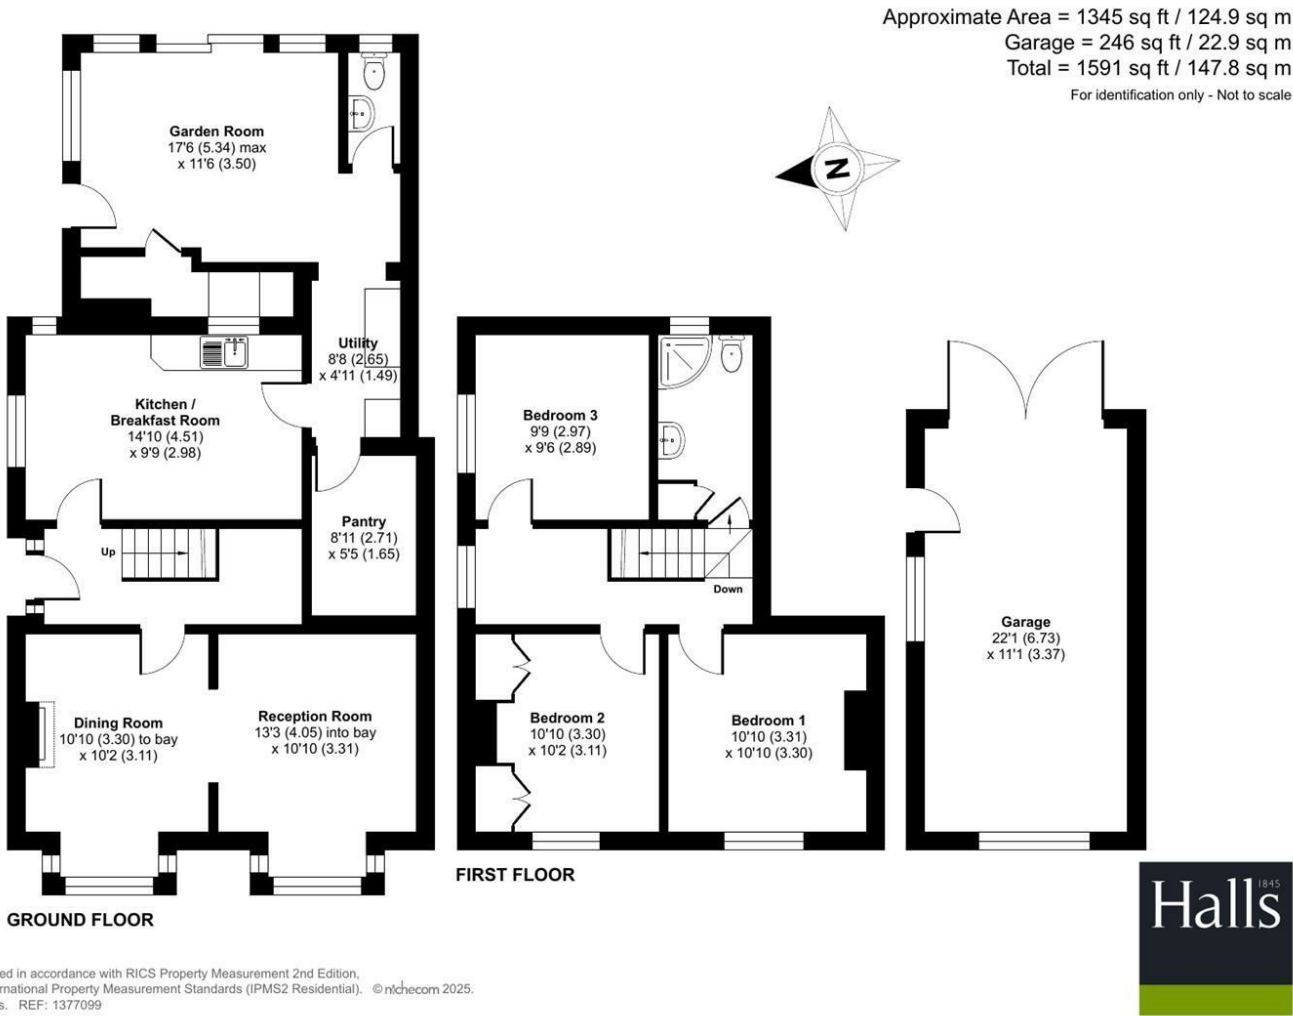 Approximate Area = 1345 sq ft / 124.9 sq m
Garage = 246 sq ft / 22.9 sq m
Total = 1591 sq ft / 147.8 sq m
For identification only - Not to scale
N
Garden Room
17'6 (5.34) max
x 11'6 (3.50)
Utility
8'8 (2.65)
x 4'11 (1.49)
Kitchen /
Breakfast Room
14'10 (4.51)
x 9'9 (2.98)
Pantry
8'11 (2.71)
x 5'5 (1.65)
Up
Dining Room
10'10 (3.30) to bay
x 10'2 (3.11)
Reception Room
13'3 (4.05) into bay
x 10'10 (3.31)
GROUND FLOOR
Bedroom 3
9'9 (2.97)
x 9'6 (2.89)
Down
Bedroom 2
10'10 (3.30)
x 10'2 (3.11)
Bedroom 1
10'10 (3.31)
x 10'10 (3.30)
FIRST FLOOR
Garage
22'1 (6.73)
x 11'1 (3.37)
Halls
1845
ed in accordance with RICS Property Measurement 2nd Edition,
rnational Property Measurement Standards (IPMS2 Residential). © nichecom 2025.
s. REF: 1377099